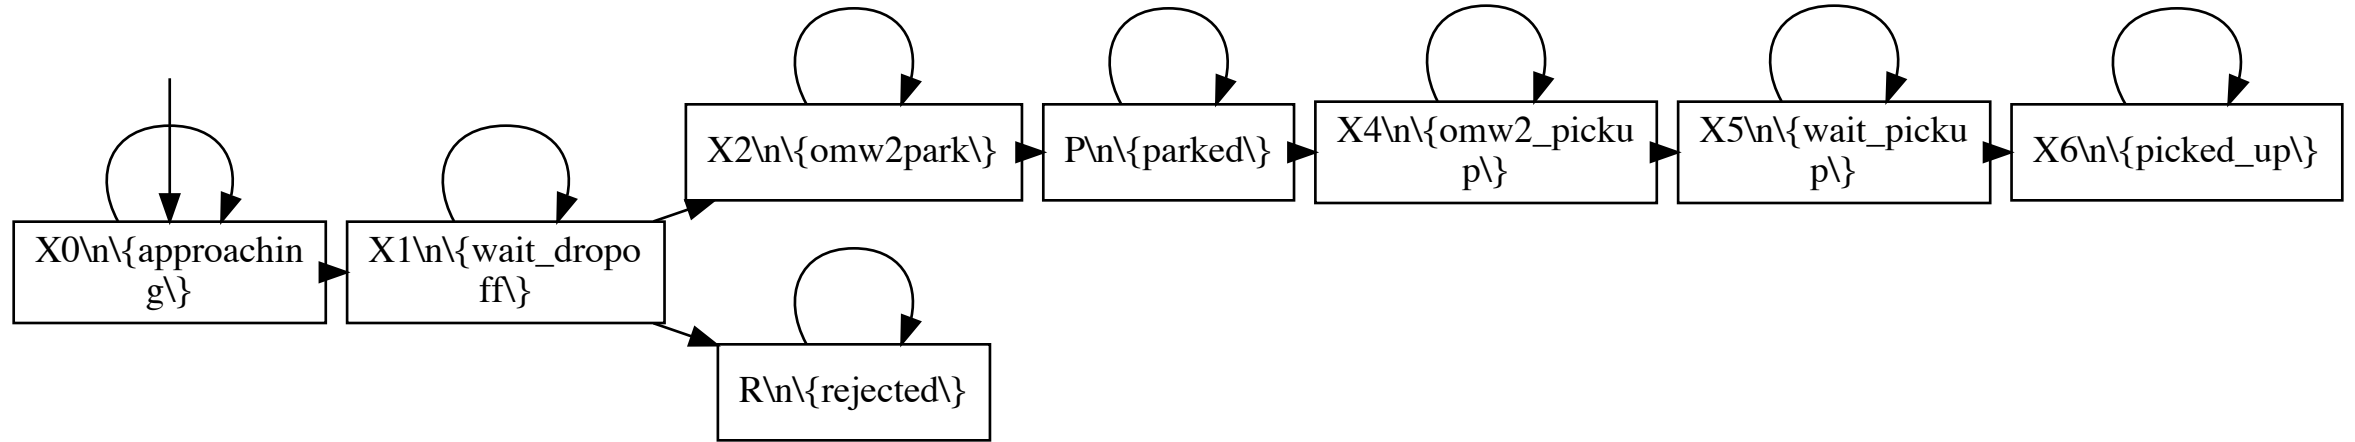 X0\n\{approachin
g\}
X1\n\{wait_dropo
ff\}
X2\n\{omw2park\}
P\n\{parked\}
X4\n\{omw2_picku
p\}
X5\n\{wait_picku
p\}
X6\n\{picked_up\}
R\n\{rejected\}